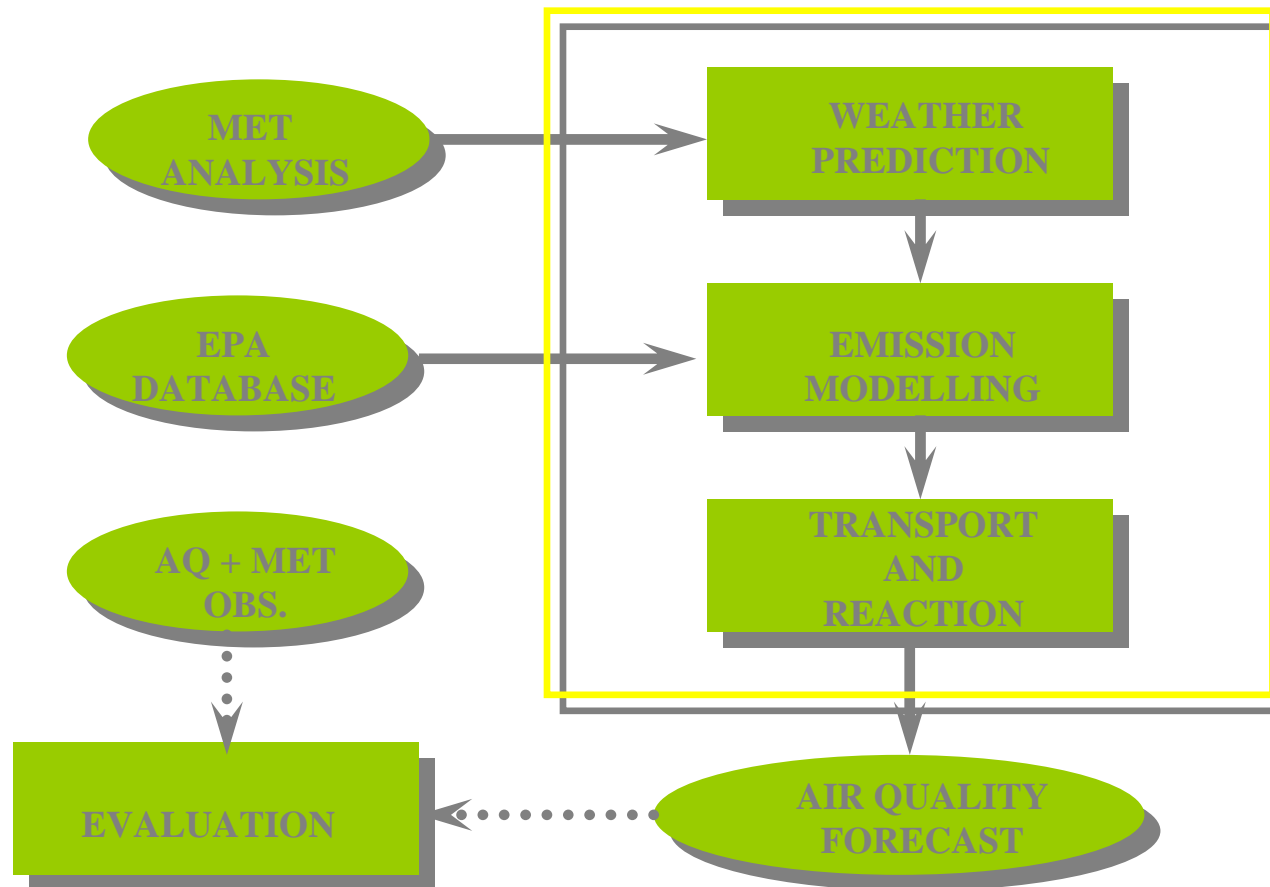 MET
ANALYSIS
WEATHER
PREDICTION
EPA
DATABASE
EMISSION
MODELLING
AQ + MET
OBS.
TRANSPORT
AND
REACTION
EVALUATION
AIR QUALITY
FORECAST